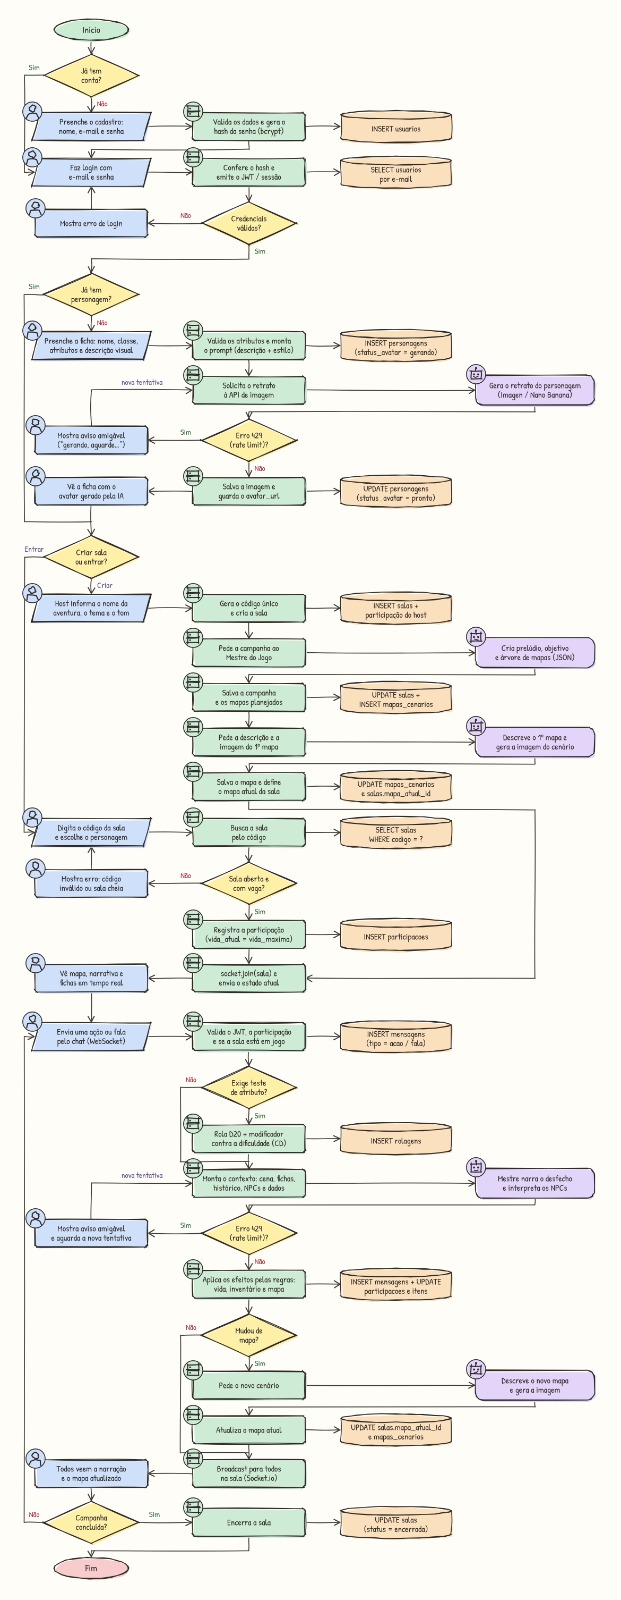 Início
Já tem
conta?
Sim
Não
Preenche o cadastro:
nome, e-mail e senha
Valida os dados e gera o
hash da senha (bcrypt)
INSERT usuarios
Faz login com
e-mail e senha
Confere o hash e
emite o JWT / sessão
SELECT usuarios
por e-mail
Mostra erro de login
Não
Credenciais
válidas?
Sim
Já tem
personagem?
Sim
Não
Preenche a ficha: nome, classe,
atributos e descrição visual
Valida os atributos e monta
o prompt (descrição + estilo)
INSERT personagens
(status_avatar = gerando)
nova tentativa
Solicita o retrato
à API de imagem
Gera o retrato do personagem
(Imagen / Nano Banana)
Mostra aviso amigável
("gerando, aguarde...")
Sim
Erro 429
(rate limit)?
Não
Vê a ficha com o
avatar gerado pela IA
Salva a imagem e
guarda o avatar_url
UPDATE personagens
(status_avatar = pronto)
Entrar
Criar sala
ou entrar?
Criar
Host informa o nome da
aventura, o tema e o tom
Gera o código único
e cria a sala
INSERT salas +
participação do host
Pede a campanha ao
Mestre do Jogo
Cria prelúdio, objetivo
e árvore de mapas (JSON)
Salva a campanha
e os mapas planejados
UPDATE salas +
INSERT mapas_cenarios
Pede a descrição e a
imagem do 1º mapa
Descreve o 1º mapa e
gera a imagem do cenário
Salva o mapa e define
o mapa atual da sala
UPDATE mapas_cenarios
e salas.mapa_atual_id
Digita o código da sala
e escolhe o personagem
Busca a sala
pelo código
SELECT salas
WHERE codigo = ?
Mostra erro: código
inválido ou sala cheia
Não
Sala aberta e
com vaga?
Sim
Registra a participação
(vida_atual = vida_maxima)
INSERT participacoes
Vê mapa, narrativa e
fichas em tempo real
socket.join(sala) e
envia o estado atual
Envia uma ação ou fala
pelo chat (WebSocket)
Valida o JWT, a participação
e se a sala está em jogo
INSERT mensagens
(tipo = acao / fala)
Não
Exige teste
de atributo?
Sim
Rola D20 + modificador
contra a dificuldade (CD)
INSERT rolagens
nova tentativa
Monta o contexto: cena, fichas,
histórico, NPCs e dados
Mestre narra o desfecho
e interpreta os NPCs
Mostra aviso amigável
e aguarda a nova tentativa
Sim
Erro 429
(rate limit)?
Não
Aplica os efeitos pelas regras:
vida, inventário e mapa
INSERT mensagens + UPDATE
participacoes e itens
Não
Mudou de
mapa?
Sim
Pede o novo cenário
Descreve o novo mapa
e gera a imagem
Atualiza o mapa atual
UPDATE salas.mapa_atual_id
e mapas_cenarios
Todos veem a narração
e o mapa atualizado
Broadcast para todos
na sala (Socket.io)
Não
Campanha
concluída?
Sim
Encerra a sala
UPDATE salas
(status = encerrada)
Fim